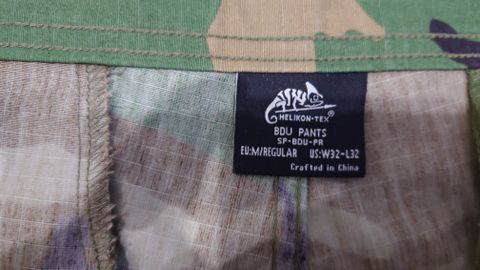 HELIKON-TEX®
BDU PANTS
SP-BDU-PR
EU:M/REGULAR US:W32-L32
Crafted in China